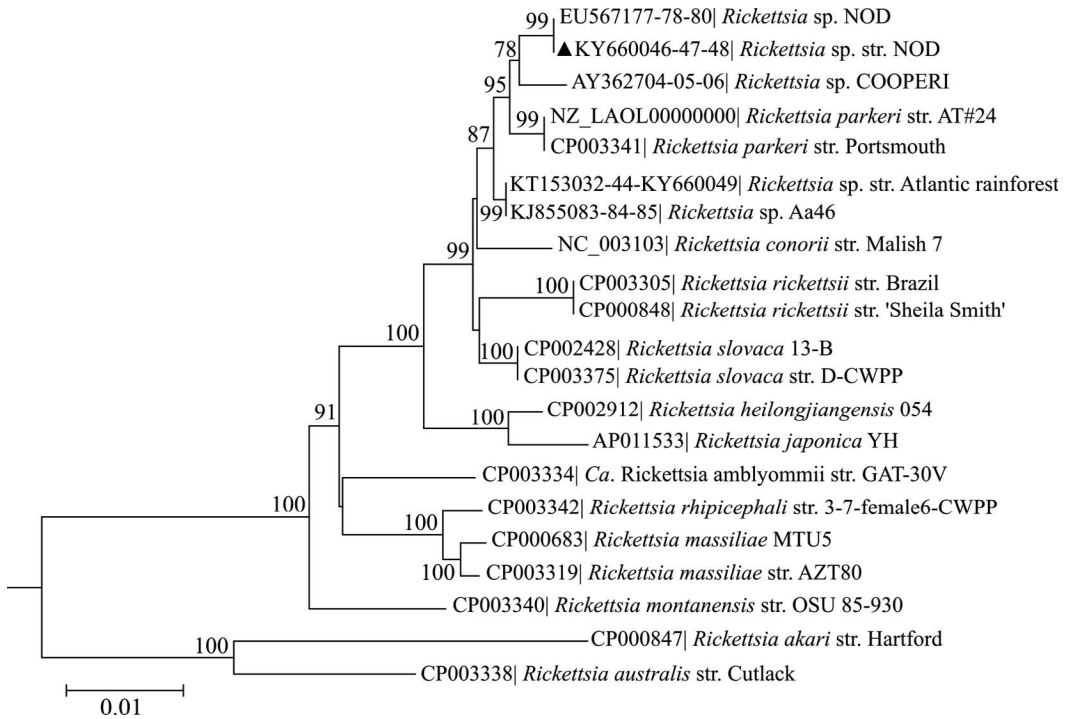 99
EU567177-78-80| Rickettsia sp. NOD
▲KY660046-47-48| Rickettsia sp. str. NOD
78
AY362704-05-06| Rickettsia sp. COOPERI
95
99
NZ_LAOL00000000| Rickettsia parkeri str. AT#24
CP003341| Rickettsia parkeri str. Portsmouth
87
KT153032-44-KY660049| Rickettsia sp. str. Atlantic rainforest
99
KJ855083-84-85| Rickettsia sp. Aa46
NC_003103| Rickettsia conorii str. Malish 7
99
100
CP003305| Rickettsia rickettsii str. Brazil
CP000848| Rickettsia rickettsii str. 'Sheila Smith'
100
CP002428| Rickettsia slovaca 13-B
CP003375| Rickettsia slovaca str. D-CWPP
100
100
CP002912| Rickettsia heilongjiangensis 054
AP011533| Rickettsia japonica YH
91
CP003334| Ca. Rickettsia amblyommii str. GAT-30V
100
CP003342| Rickettsia rhipicephali str. 3-7-female6-CWPP
CP000683| Rickettsia massiliae MTU5
100
CP003319| Rickettsia massiliae str. AZT80
100
CP003340| Rickettsia montanensis str. OSU 85-930
100
CP000847| Rickettsia akari str. Hartford
CP003338| Rickettsia australis str. Cutlack
0.01